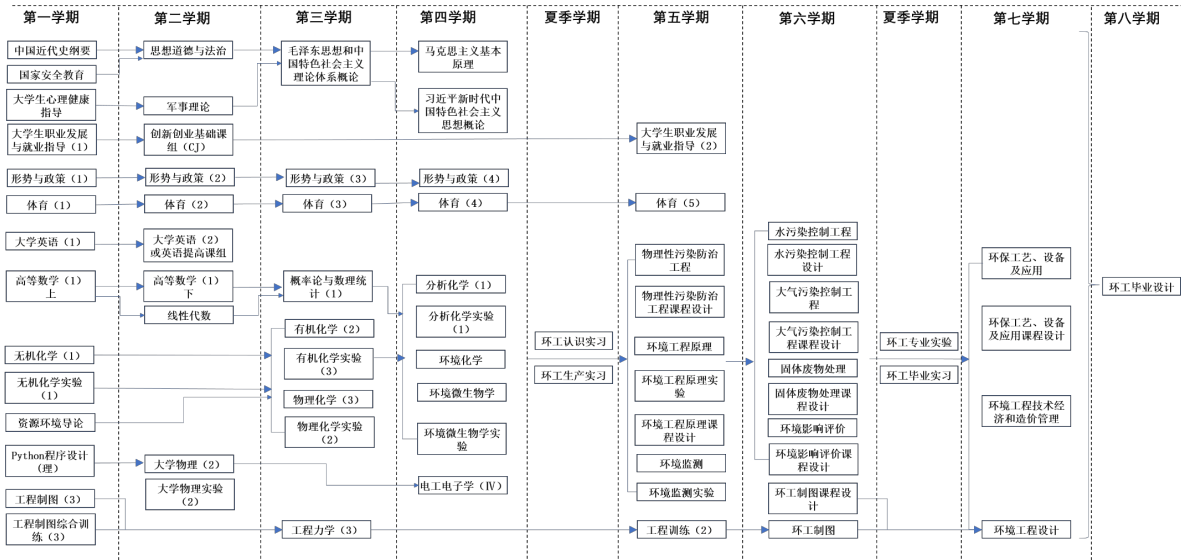 第一学期
第二学期
第三学期
第四学期
夏季学期
第五学期
第六学期
夏季学期
第七学期
第八学期
中国近代史纲要
国家安全教育
大学生心理健康
指导
大学生职业发展
与就业指导（1）
形势与政策（1）
体育（1）
大学英语（1）
高等数学（1）
上
无机化学（1）
无机化学实验
（1）
资源环境导论
Python程序设计
(理)
工程制图（3）
工程制图综合训
练（3）
思想道德与法治
军事理论
创新创业基础课
组（CJ）
形势与政策（2）
体育（2）
大学英语（2）
或英语提高课组
高等数学（1）
下
线性代数
大学物理（2）
大学物理实验
（2）
毛泽东思想和中
国特色社会主义
理论体系概论
形势与政策（3）
体育（3）
概率论与数理统
计（1）
有机化学（2）
有机化学实验
（3）
物理化学（3）
物理化学实验
（2）
工程力学（3）
马克思主义基本
原理
习近平新时代中
国特色社会主义
思想概论
形势与政策（4）
体育（4）
分析化学（1）
分析化学实验
（1）
环境化学
环境微生物学
环境微生物学实
验
电工电子学（Ⅳ）
环工认识实习
环工生产实习
大学生职业发展
与就业指导（2）
体育（5）
物理性污染防治
工程
物理性污染防治
工程课程设计
环境工程原理
环境工程原理实
验
环境工程原理课
程设计
环境监测
环境监测实验
工程训练（2）
水污染控制工程
水污染控制工程
设计
大气污染控制工
程
大气污染控制工
程课程设计
固体废物处理
固体废物处理课
程设计
环境影响评价
环境影响评价课
程设计
环工制图课程设
计
环工制图
环工专业实验
环工毕业实习
环保工艺、设备
及应用
环保工艺、设备
及应用课程设计
环境工程技术经
济和造价管理
环境工程设计
环工毕业设计